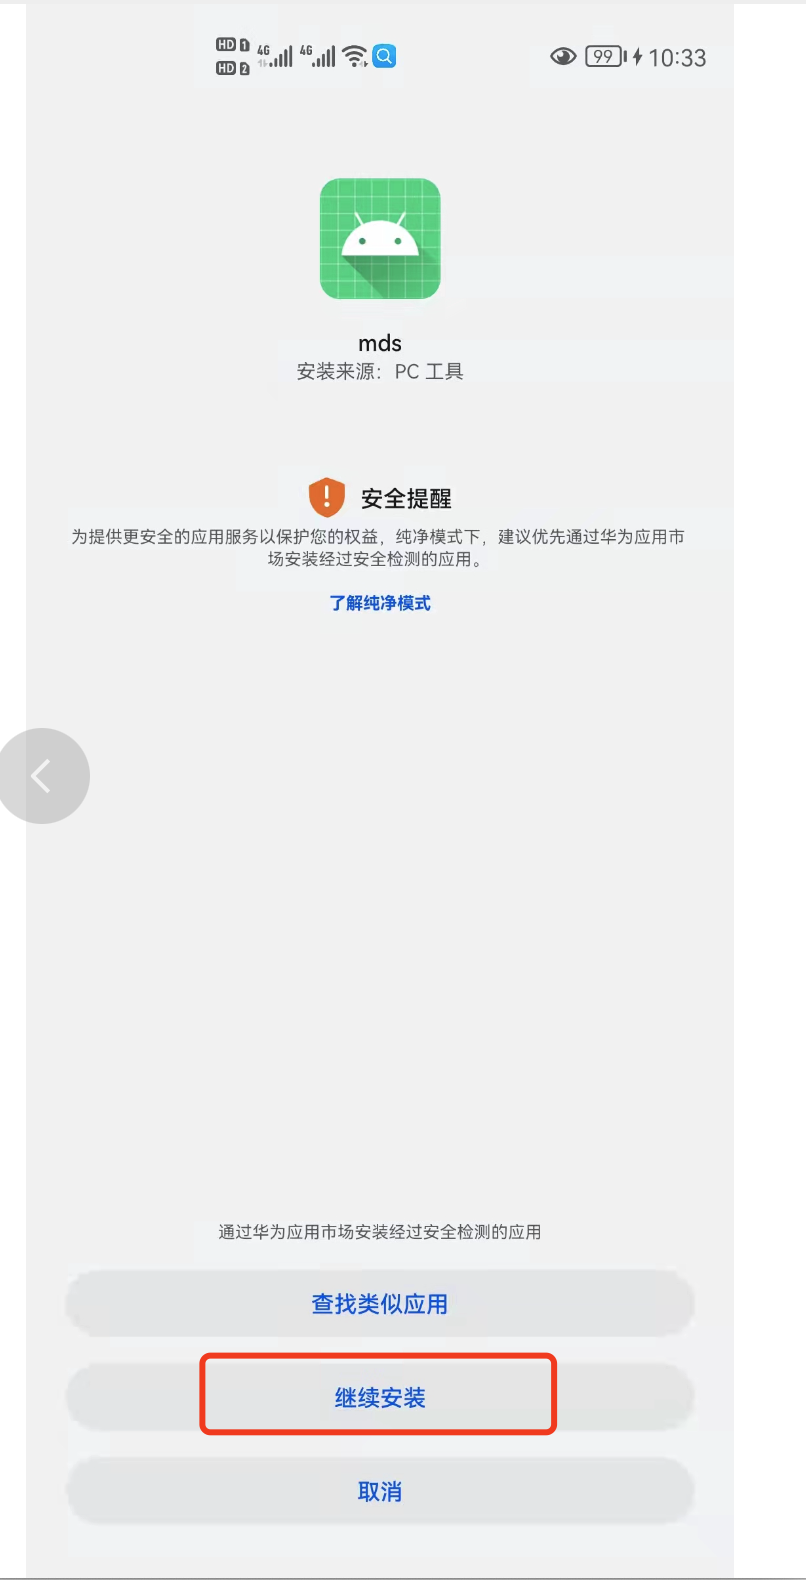 HD 1 4G 4G 99 10:33
HD 2
mds
安装来源：PC 工具
安全提醒
为提供更安全的应用服务以保护您的权益，纯净模式下，建议优先通过华为应用市
场安装经过安全检测的应用。
了解纯净模式
通过华为应用市场安装经过安全检测的应用
查找类似应用
继续安装
取消